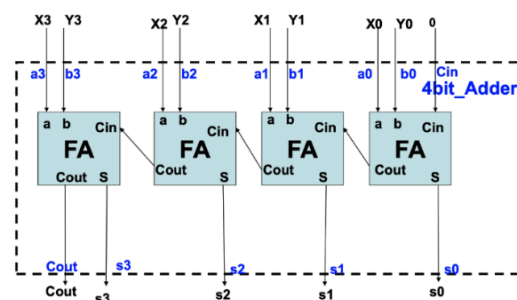 X3 Y3 X2 Y2 X1 Y1 X0 Y0 0
a3 b3 a2 b2 a1 b1 a0 b0 Cin
4bit_Adder
a b Cin a b Cin a b Cin a b Cin
FA FA FA FA
Cout S Cout S Cout S Cout S
Cout s3 s2 s1 s0
Cout s3 s2 s1 s0